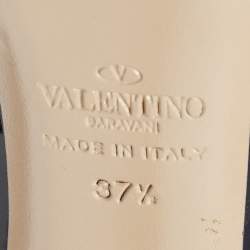 V
VALENTINO
GARAVANI
MADE IN ITALY
37½